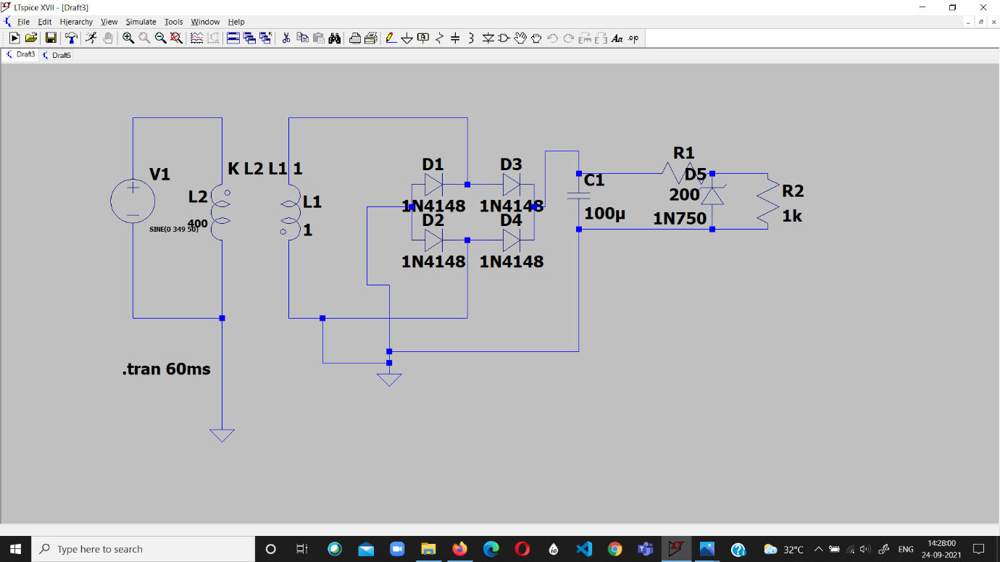 LTspice XVII - [Draft3]
File Edit Hierarchy View Simulate Tools Window Help
Draft3 Draft5
R1
D1 D3
V1 K L2 L1 1
D5
C1
L2 L1 200 R2
1N4148 1N4148
100µ 1k
D2 D4 1N750
SINE(0 349 50)
400
1
1N4148 1N4148
.tran 60ms
Type here to search
32°C ENG 14:28:00
24-09-2021